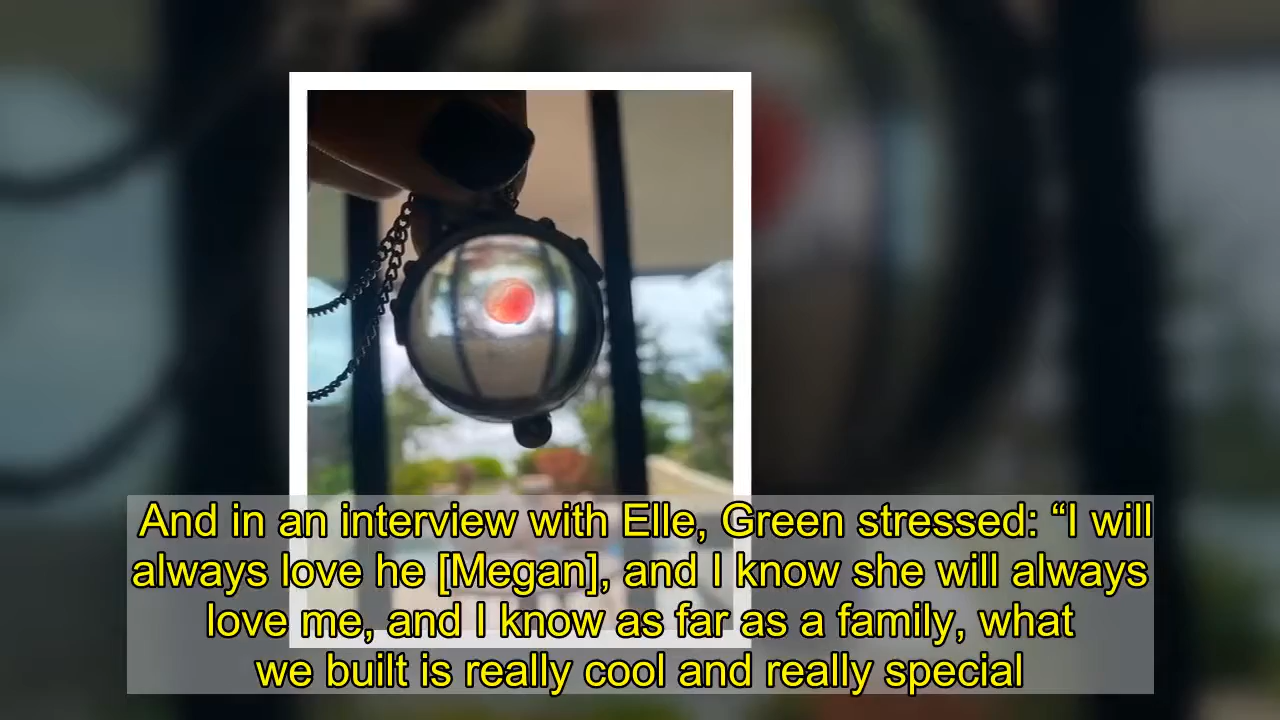 And in an interview with Elle, Green stressed: “I will
always love he [Megan], and I know she will always
love me, and I know as far as a family, what
we built is really cool and really special